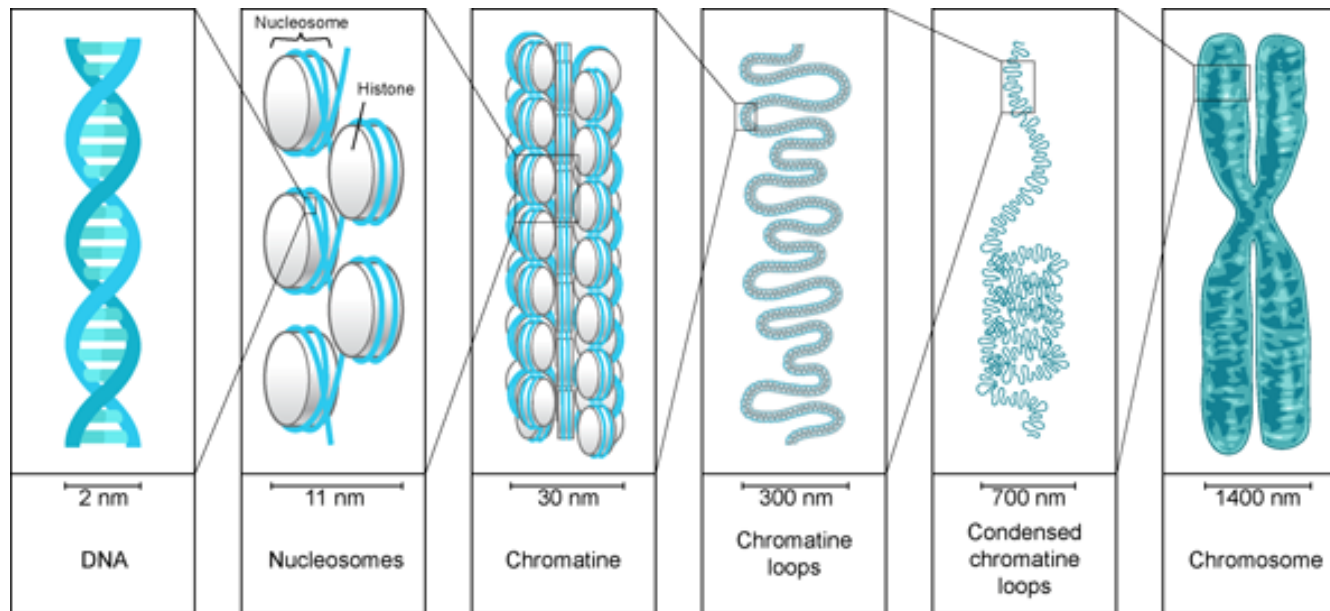 Nucleosome
Histone
2 nm
11 nm
30 nm
300 nm
700 nm
1400 nm
DNA
Nucleosomes
Chromatine
Chromatine
loops
Condensed
chromatine
loops
Chromosome